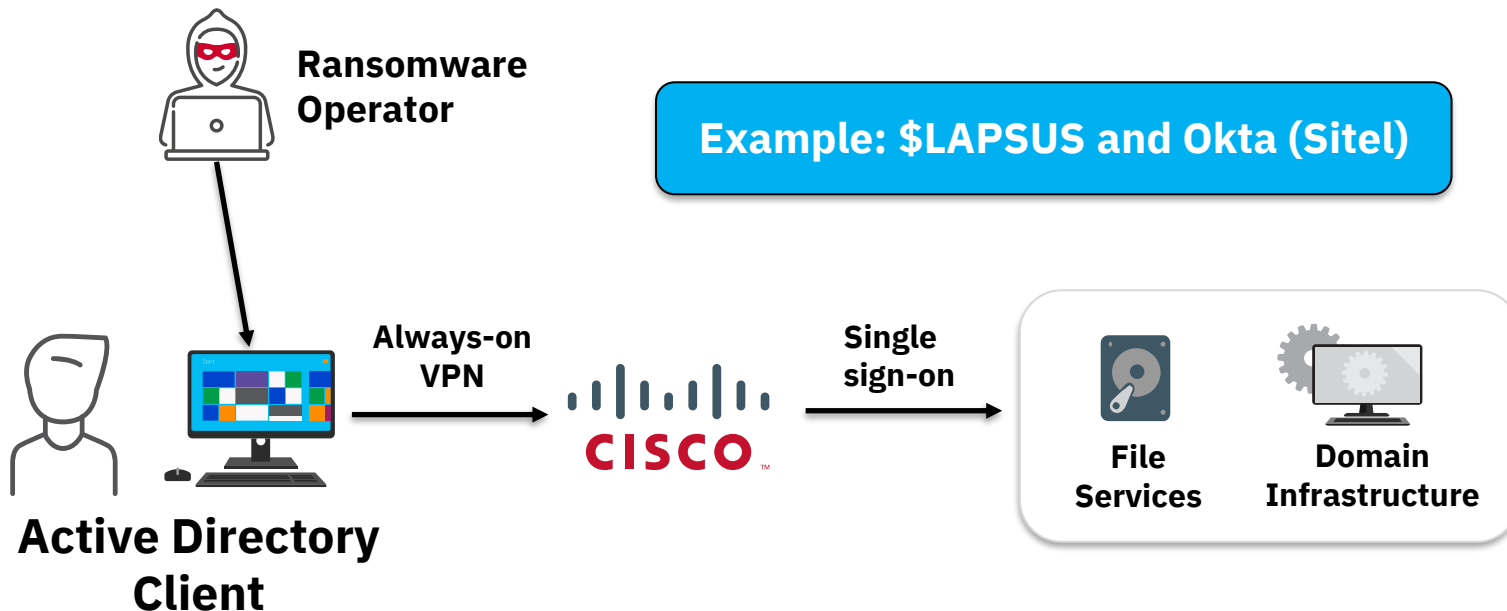 Ransomware
Operator
Example: $LAPSUS and Okta (Sitel)
Always-on
VPN
Single
sign-on
CISCO™
File
Services
Domain
Infrastructure
Active Directory
Client